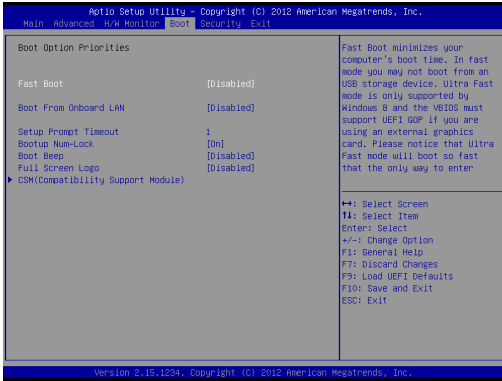 Aptio Setup Utility – Copyright (C) 2012 American Megatrends, Inc.
Main Advanced H/W Monitor Boot Security Exit
Boot Option Priorities
Fast Boot [Disabled]
Boot From Onboard LAN [Disabled]
Setup Prompt Timeout 1
Bootup Num-Lock [On]
Boot Beep [Disabled]
Full Screen Logo [Disabled]
CSM(Compatibility Support Module)
Fast Boot minimizes your
computer's boot time. In fast
mode you may not boot from an
USB storage device. Ultra Fast
mode is only supported by
Windows 8 and the VBIOS must
support UEFI GOP if you are
using an external graphics
card. Please notice that Ultra
Fast mode will boot so fast
that the only way to enter
↔: Select Screen
↑↓: Select Item
Enter: Select
+/-: Change Option
F1: General Help
F7: Discard Changes
F9: Load UEFI Defaults
F10: Save and Exit
ESC: Exit
Version 2.15.1234. Copyright (C) 2012 American Megatrends, Inc.